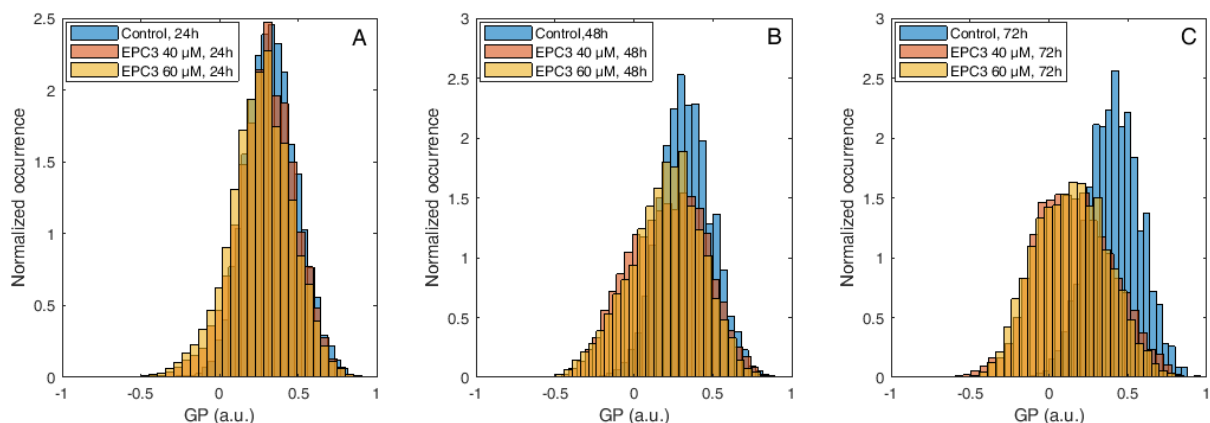 A
Control, 24h
EPC3 40 µM, 24h
EPC3 60 µM, 24h
Normalized occurrence
2.5
2
1.5
1
0.5
0
-1
-0.5
0
0.5
1
GP (a.u.)
B
Control,48h
EPC3 40 µM, 48h
EPC3 60 µM, 48h
Normalized occurrence
3
2.5
2
1.5
1
0.5
0
-1
-0.5
0
0.5
1
GP (a.u.)
C
Control, 72h
EPC3 40 µM, 72h
EPC3 60 µM, 72h
Normalized occurrence
3
2.5
2
1.5
1
0.5
0
-1
-0.5
0
0.5
1
GP (a.u.)